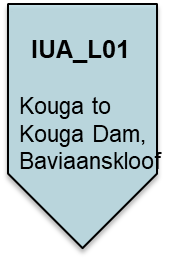 IUA_L01
Kouga to
Kouga Dam,
Baviaanskloof